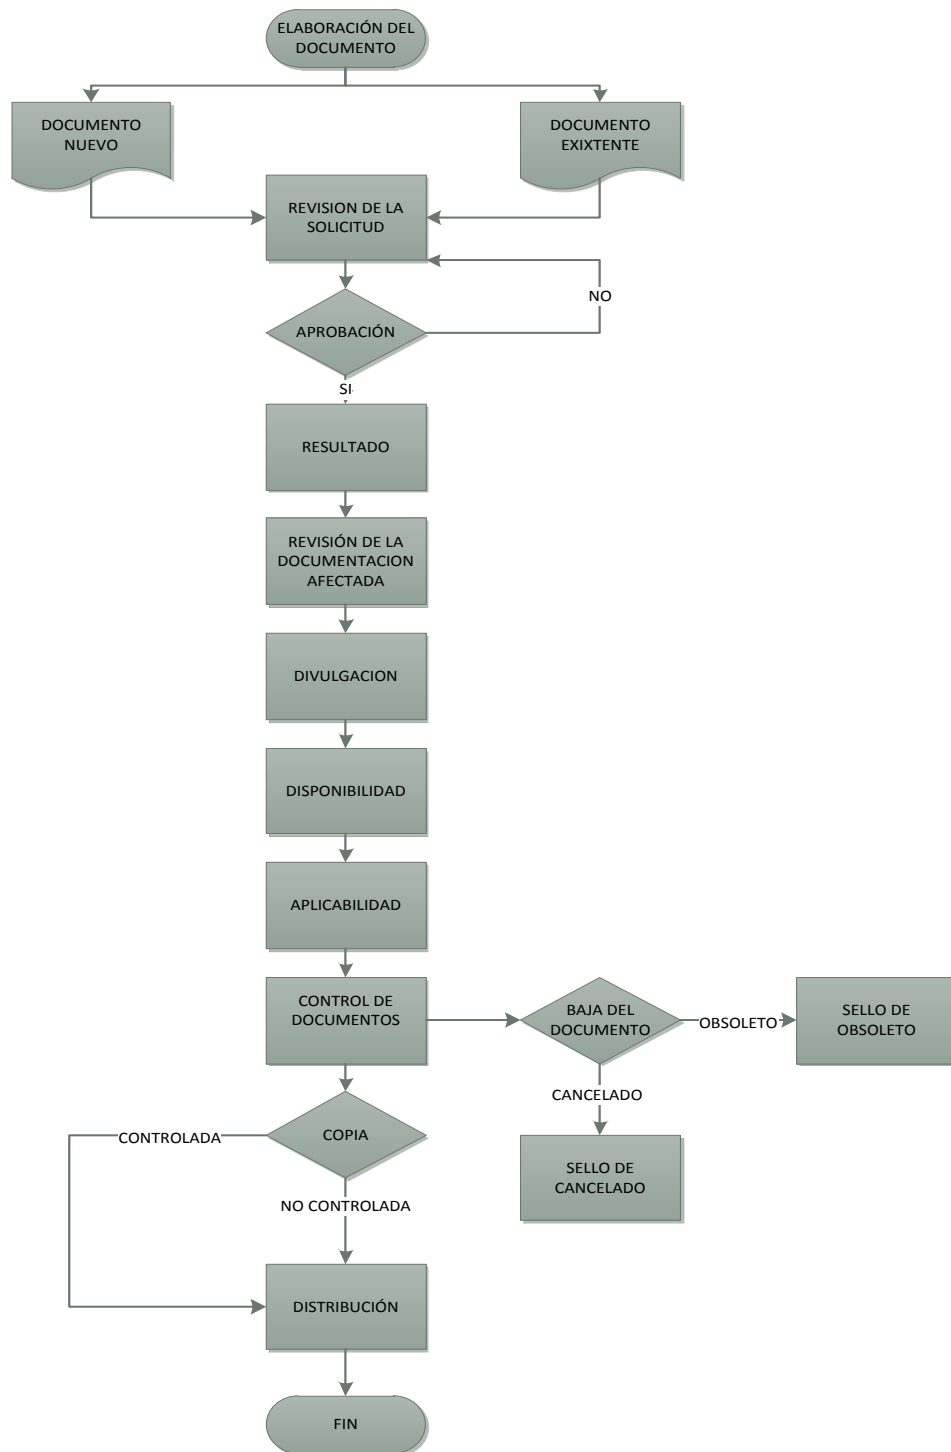 ELABORACIÓN DEL
DOCUMENTO
DOCUMENTO
NUEVO
DOCUMENTO
EXIXTENTE
REVISION DE LA
SOLICITUD
NO
APROBACIÓN
SI
RESULTADO
REVISIÓN DE LA
DOCUMENTACION
AFECTADA
DIVULGACION
DISPONIBILIDAD
APLICABILIDAD
CONTROL DE
DOCUMENTOS
BAJA DEL
DOCUMENTO
OBSOLETO
SELLO DE
OBSOLETO
CANCELADO
CONTROLADA
COPIA
SELLO DE
CANCELADO
NO CONTROLADA
DISTRIBUCIÓN
FIN